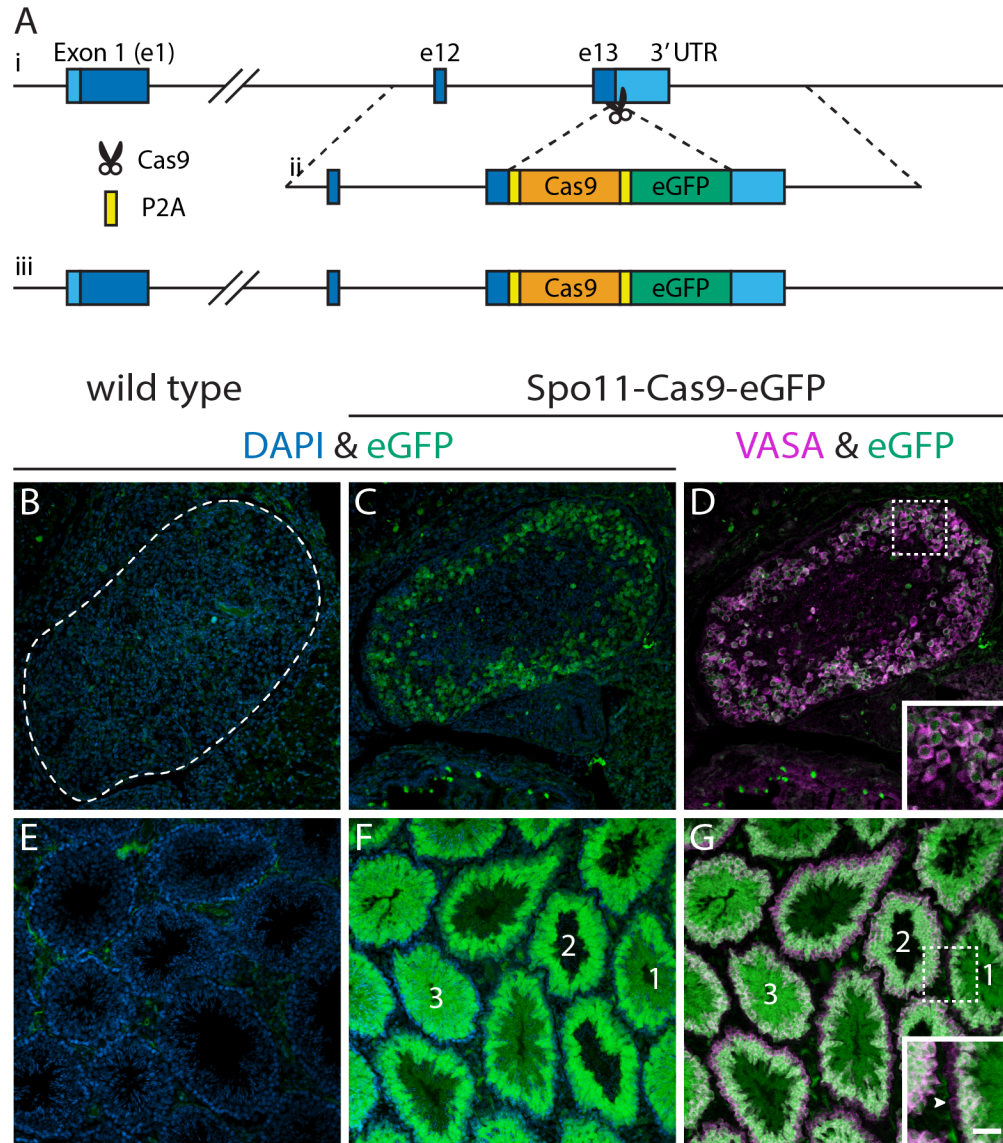 A
i
Exon 1 (e1)
e12
e13
3′ UTR
Cas9
P2A
ii
Cas9
eGFP
iii
Cas9
eGFP
wild type
Spo11-Cas9-eGFP
DAPI & eGFP
VASA & eGFP
B
C
D
E
F
G
1
2
3
1
2
3